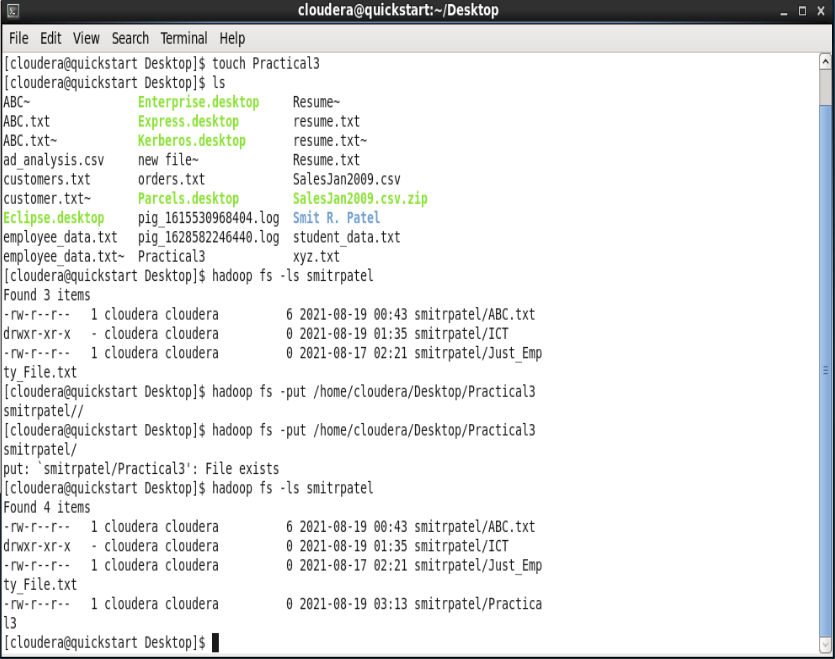 cloudera@quickstart:~/Desktop
File Edit View Search Terminal Help
[cloudera@quickstart Desktop]$ touch Practical3
[cloudera@quickstart Desktop]$ ls
ABC~ Enterprise.desktop Resume~
ABC.txt Express.desktop resume.txt
ABC.txt~ Kerberos.desktop resume.txt~
ad_analysis.csv new file~ Resume.txt
customers.txt orders.txt SalesJan2009.csv
customer.txt~ Parcels.desktop SalesJan2009.csv.zip
Eclipse.desktop pig_1615530968404.log Smit R. Patel
employee_data.txt pig_1628582246440.log student_data.txt
employee_data.txt~ Practical3 xyz.txt
[cloudera@quickstart Desktop]$ hadoop fs -ls smitrpatel
Found 3 items
-rw-r--r-- 1 cloudera cloudera 6 2021-08-19 00:43 smitrpatel/ABC.txt
drwxr-xr-x - cloudera cloudera 0 2021-08-19 01:35 smitrpatel/ICT
-rw-r--r-- 1 cloudera cloudera 0 2021-08-17 02:21 smitrpatel/Just_Emp
ty_File.txt
[cloudera@quickstart Desktop]$ hadoop fs -put /home/cloudera/Desktop/Practical3
smitrpatel//
[cloudera@quickstart Desktop]$ hadoop fs -put /home/cloudera/Desktop/Practical3
smitrpatel/
put: `smitrpatel/Practical3': File exists
[cloudera@quickstart Desktop]$ hadoop fs -ls smitrpatel
Found 4 items
-rw-r--r-- 1 cloudera cloudera 6 2021-08-19 00:43 smitrpatel/ABC.txt
drwxr-xr-x - cloudera cloudera 0 2021-08-19 01:35 smitrpatel/ICT
-rw-r--r-- 1 cloudera cloudera 0 2021-08-17 02:21 smitrpatel/Just_Emp
ty_File.txt
-rw-r--r-- 1 cloudera cloudera 0 2021-08-19 03:13 smitrpatel/Practica
l3
[cloudera@quickstart Desktop]$